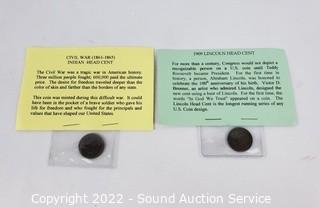 CIVIL WAR (1861-1865)
INDIAN HEAD CENT
The Civil War was a tragic war in American history.
Three million people fought; 600,000 paid the ultimate
price. The desire for freedom traveled deeper than the
color of skin and farther than the borders of any state.
This coin was minted during this difficult war. It could
have been in the pocket of a brave soldier who gave his
life for the freedom and who fought for the principals and
values that have shaped our United States.
1909 LINCOLN HEAD CENT
For more than a century, Congress would not depict a
recognizable person on a U.S. coin until Teddy
Roosevelt became President. For the first time in
history, a person, Abraham Lincoln, was honored to
celebrate the 100th anniversary of his birth. Victor D.
Brenner, an artist who admired Lincoln, designed the
new cent using a bust of Lincoln. For the first time, the
words "In God We Trust" appeared on a coin. The
Lincoln Head Cent is the longest running series of any
U.S. Coin design.
Copyright 2022 - Sound Auction Service